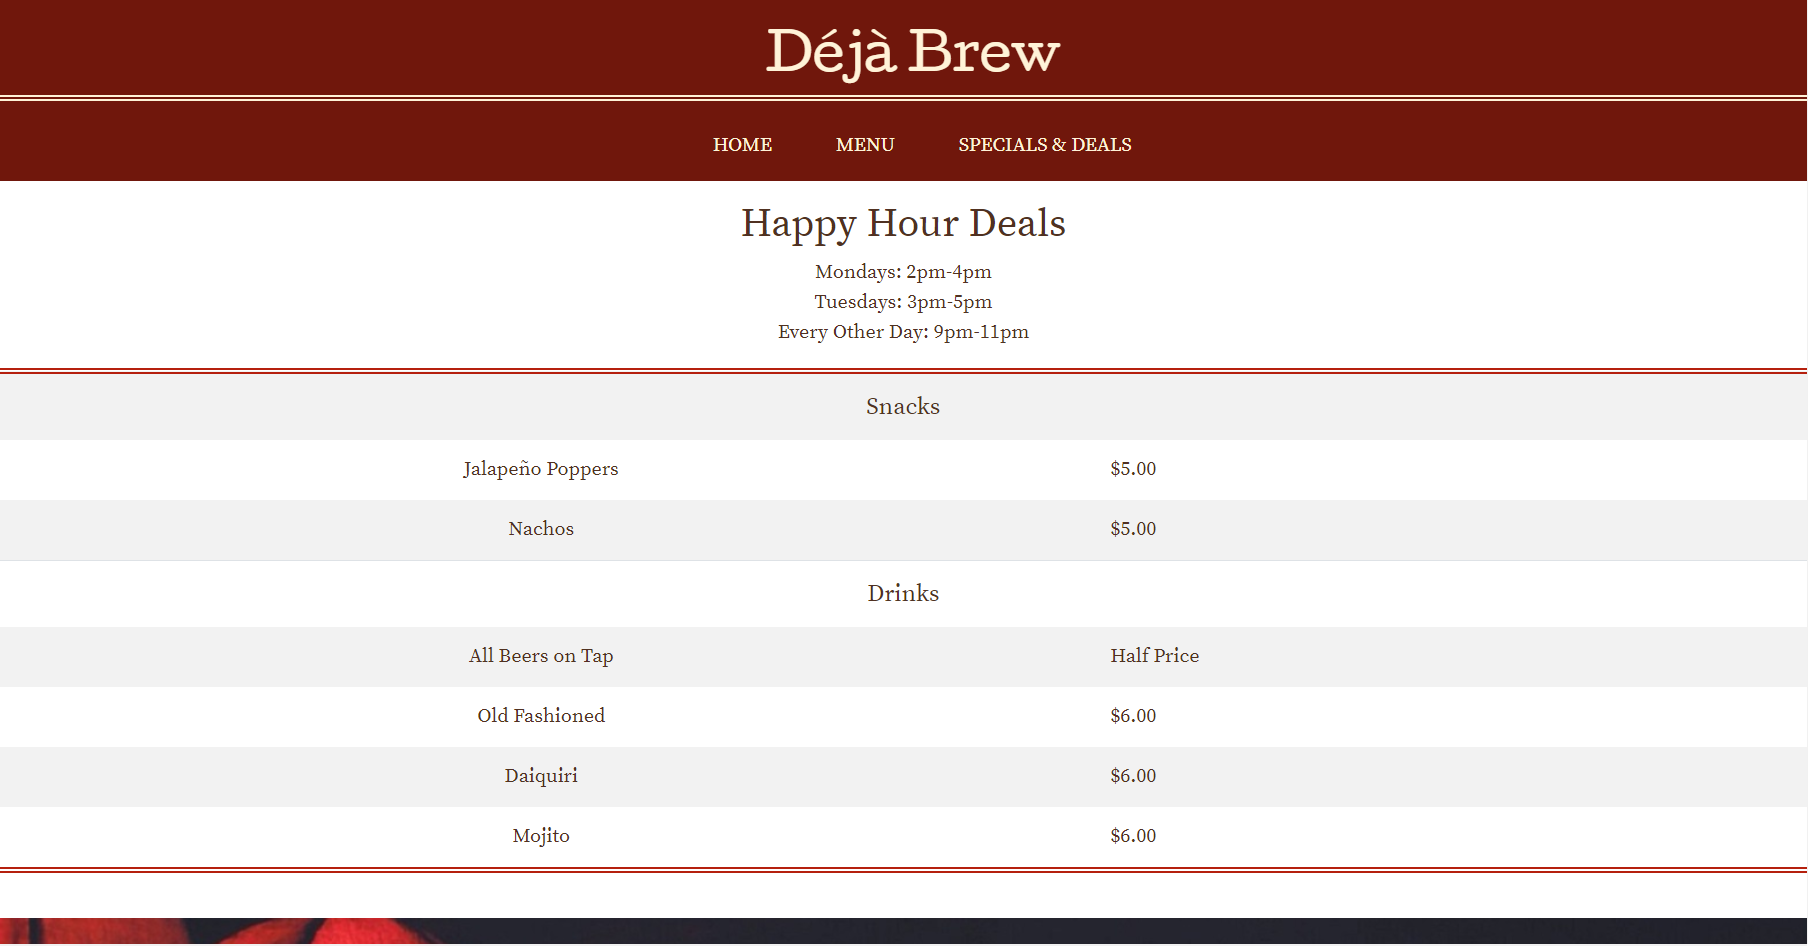 Déjà Brew
HOME MENU SPECIALS & DEALS
Happy Hour Deals
Mondays: 2pm-4pm
Tuesdays: 3pm-5pm
Every Other Day: 9pm-11pm
Snacks
Jalapeño Poppers $5.00
Nachos $5.00
Drinks
All Beers on Tap Half Price
Old Fashioned $6.00
Daiquiri $6.00
Mojito $6.00